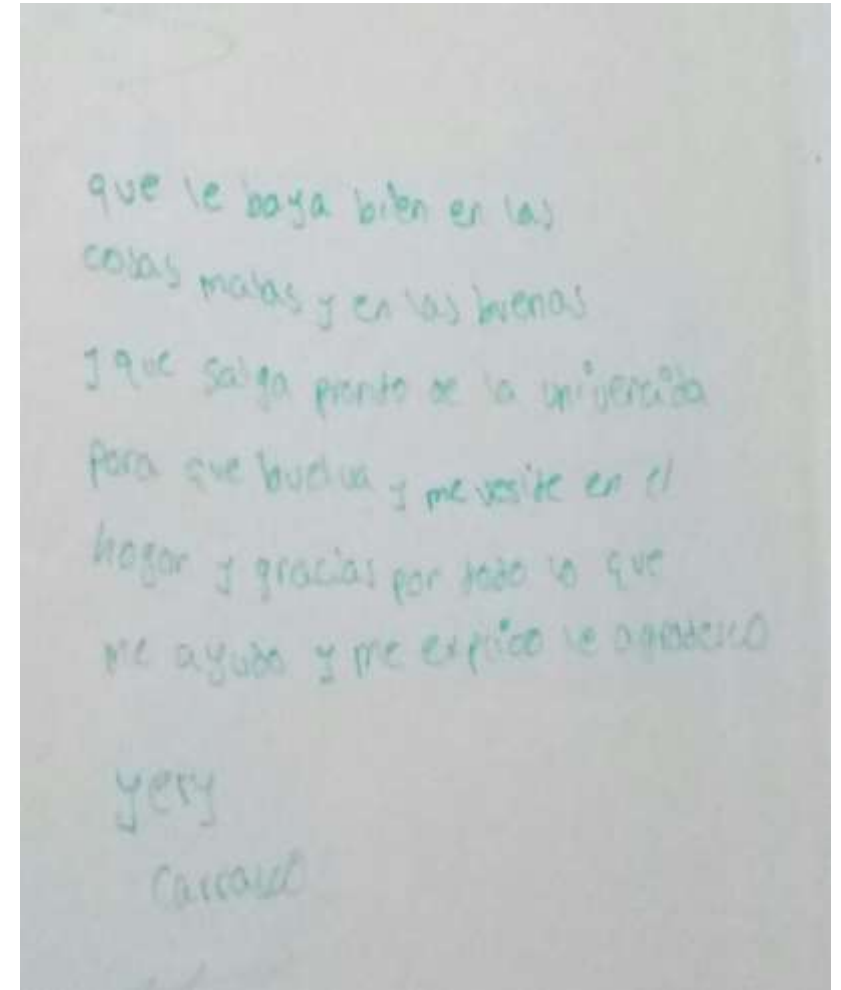 que le baya bien en las
cosas malas y en las buenas
y que salga pronto de la univercida
para que buelva y me vesite en el
hogar y gracias por todo lo que
me ayudo y me explico le agradesco
yery
Carrasco